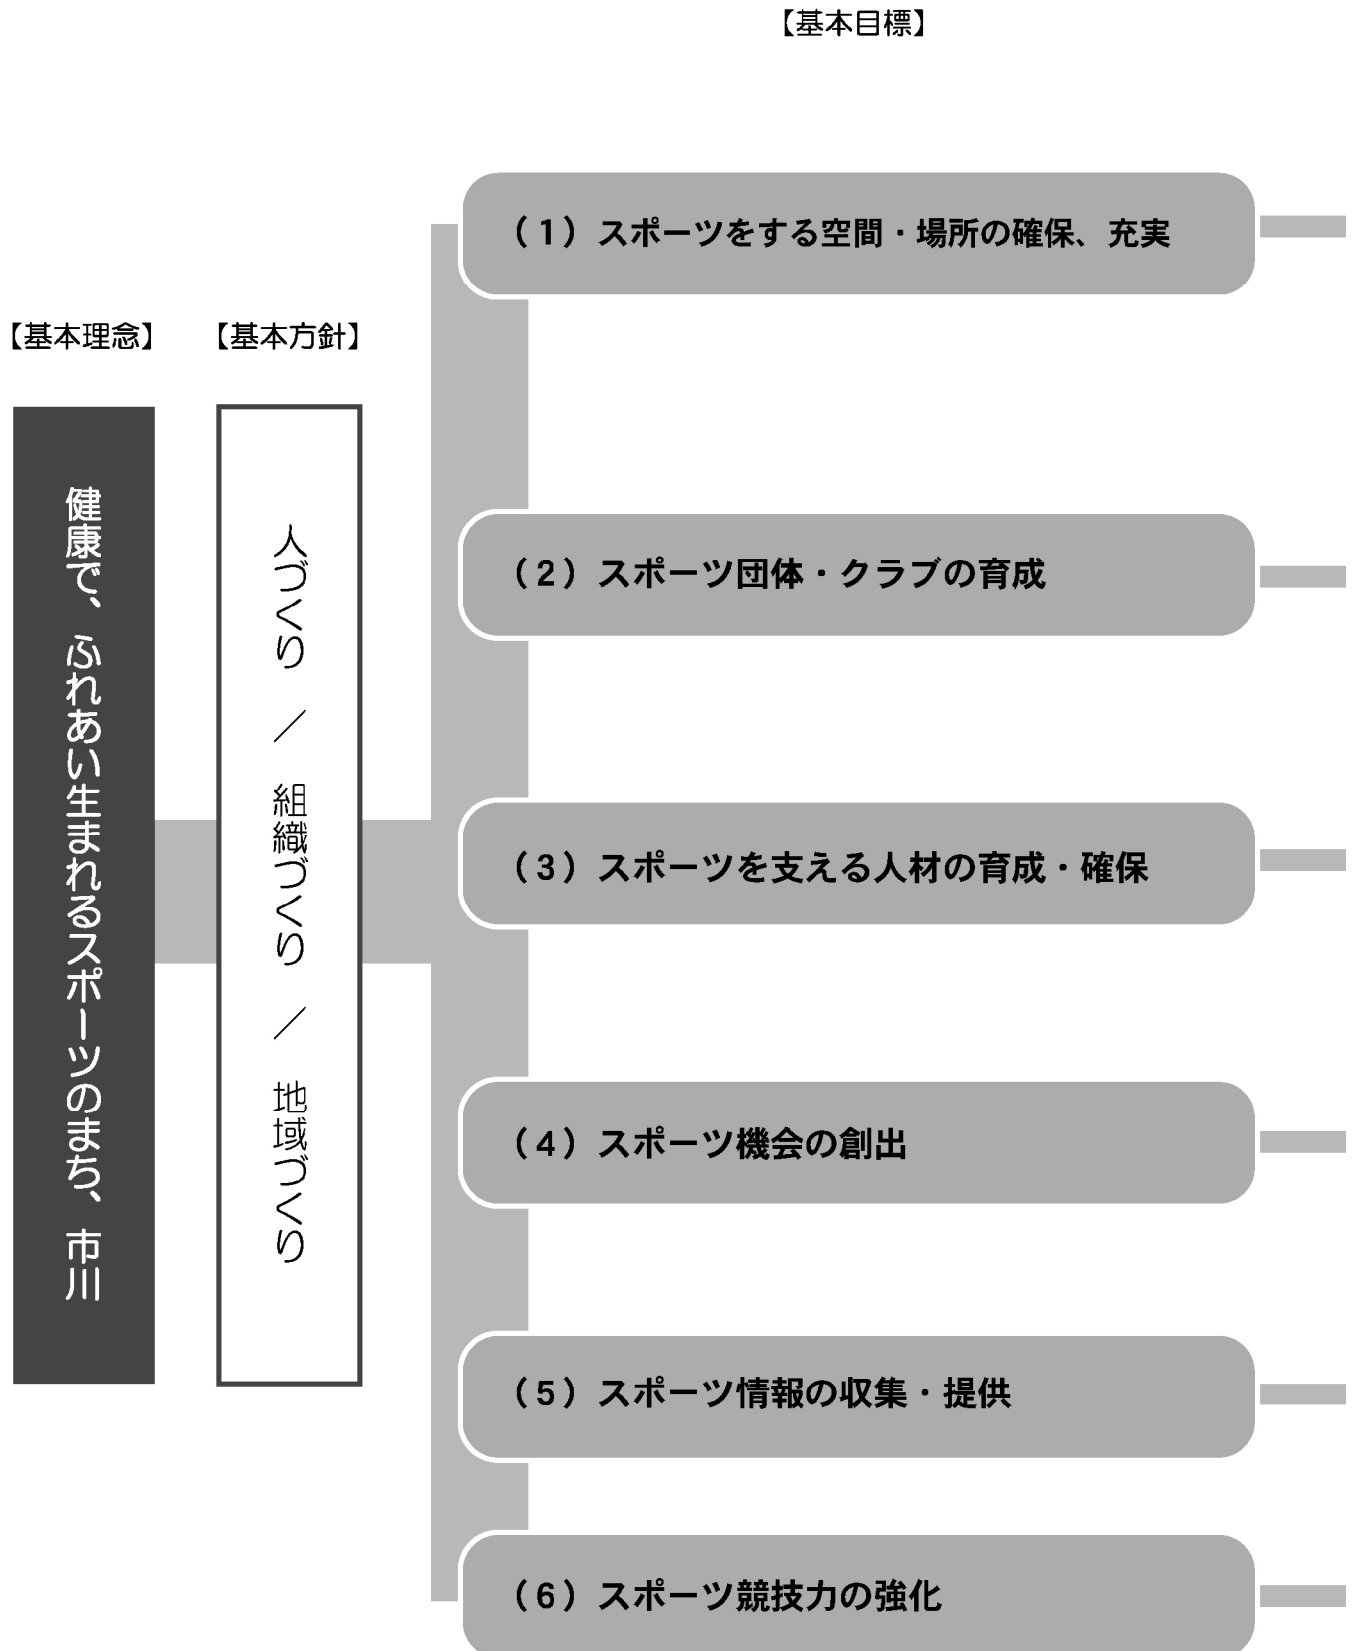 【基本理念】
健康で、ふれあい生まれるスポーツのまち、市川
【基本方針】
人づくり ／ 組織づくり ／ 地域づくり
【基本目標】
（1）スポーツをする空間・場所の確保、充実
（2）スポーツ団体・クラブの育成
（3）スポーツを支える人材の育成・確保
（4）スポーツ機会の創出
（5）スポーツ情報の収集・提供
（6）スポーツ競技力の強化